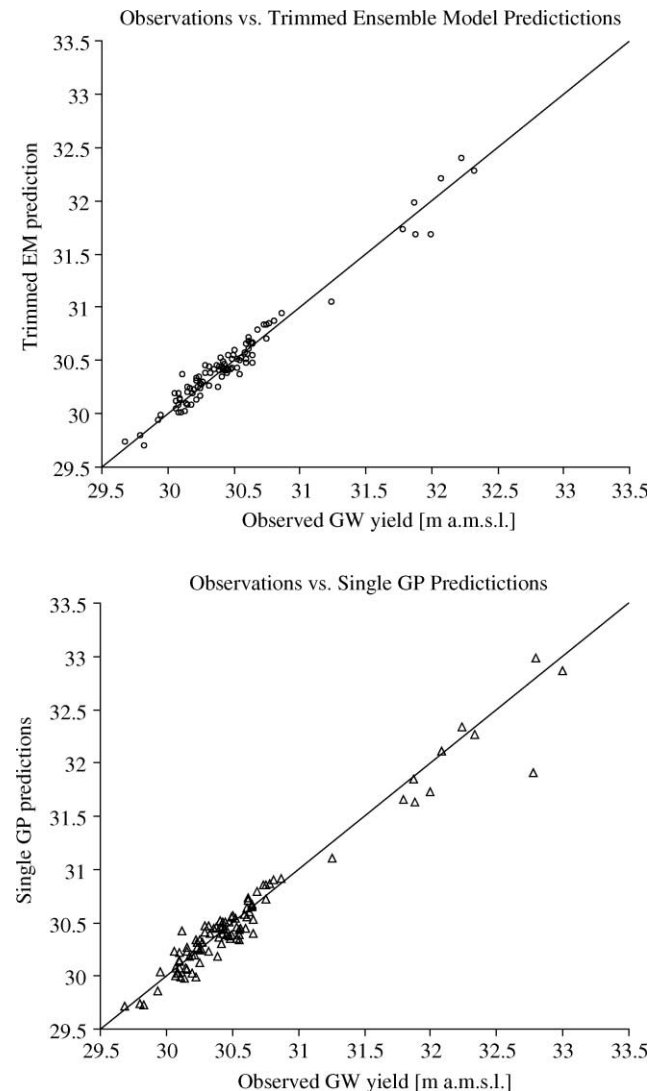 Observations vs. Trimmed Ensemble Model Predictictions
33.5
33
32.5
32
31.5
31
30.5
30
29.5
Trimmed EM prediction
29.5 30 30.5 31 31.5 32 32.5 33 33.5
Observed GW yield [m a.m.s.l.]
Observations vs. Single GP Predictictions
33.5
33
32.5
32
31.5
31
30.5
30
29.5
Single GP predictions
29.5 30 30.5 31 31.5 32 32.5 33 33.5
Observed GW yield [m a.m.s.l.]